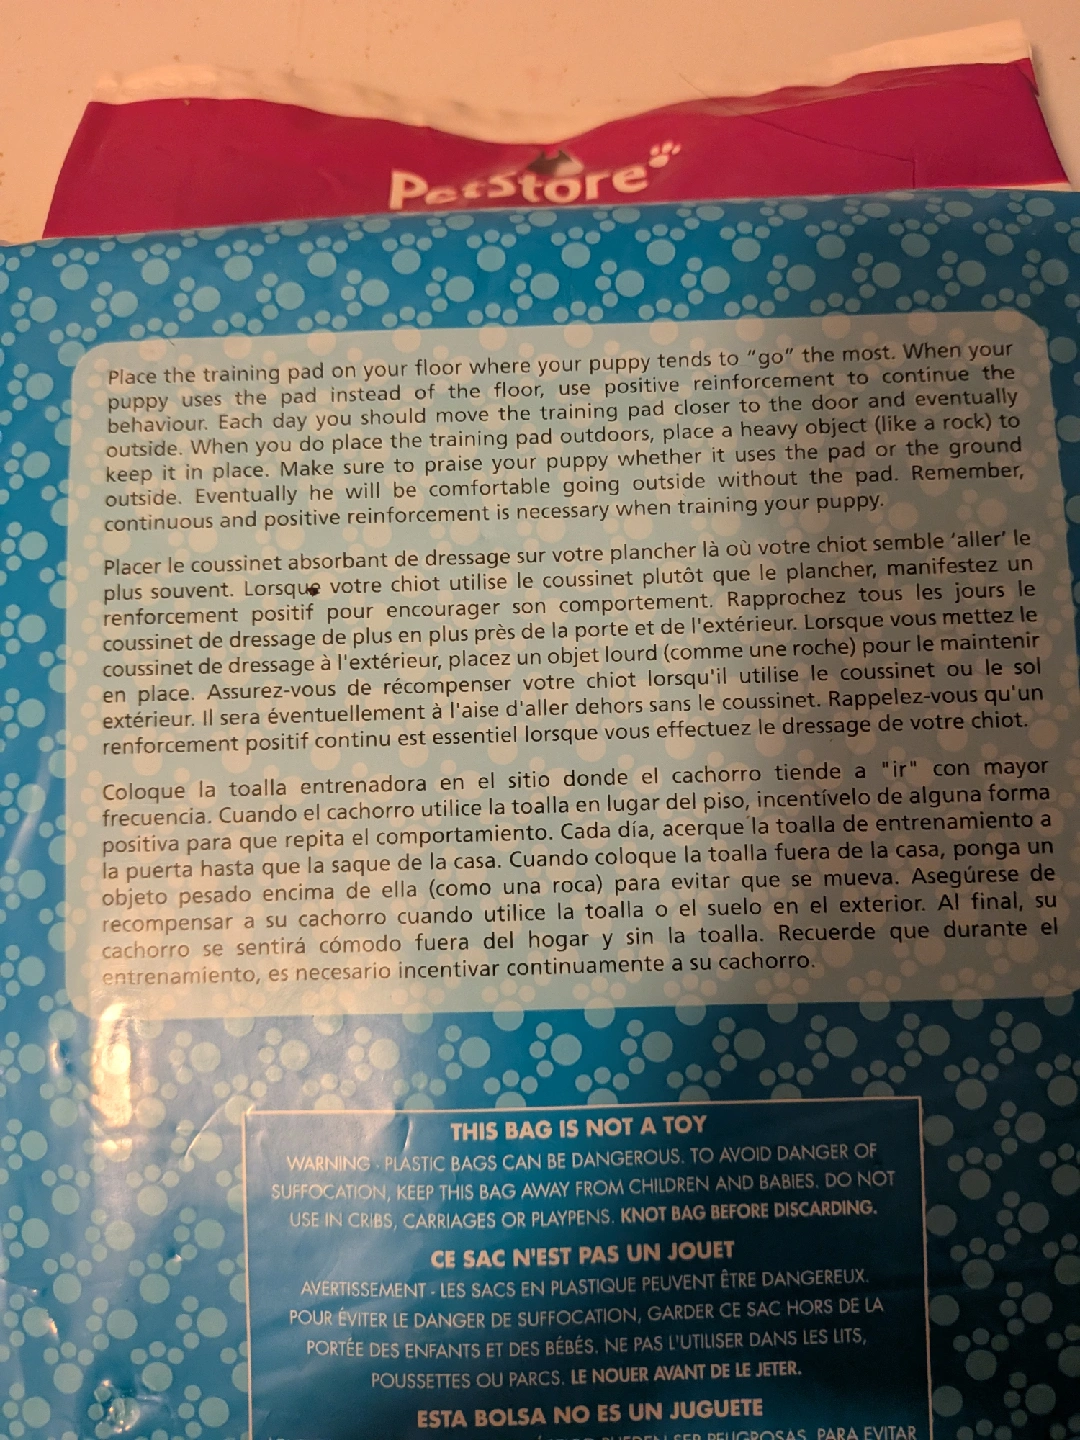 PetStore
Place the training pad on your floor where your puppy tends to "go" the most. When your
puppy uses the pad instead of the floor, use positive reinforcement to continue the
behaviour. Each day you should move the training pad closer to the door and eventually
outside. When you do place the training pad outdoors, place a heavy object (like a rock) to
keep it in place. Make sure to praise your puppy whether it uses the pad or the ground
outside. Eventually he will be comfortable going outside without the pad. Remember,
continuous and positive reinforcement is necessary when training your puppy.
Placer le coussinet absorbant de dressage sur votre plancher là où votre chiot semble 'aller' le
plus souvent. Lorsque votre chiot utilise le coussinet plutôt que le plancher, manifestez un
renforcement positif pour encourager son comportement. Rapprochez tous les jours le
coussinet de dressage de plus en plus près de la porte et de l'extérieur. Lorsque vous mettez le
coussinet de dressage à l'extérieur, placez un objet lourd (comme une roche) pour le maintenir
en place. Assurez-vous de récompenser votre chiot lorsqu'il utilise le coussinet ou le sol
extérieur. Il sera éventuellement à l'aise d'aller dehors sans le coussinet. Rappelez-vous qu'un
renforcement positif continu est essentiel lorsque vous effectuez le dressage de votre chiot.
Coloque la toalla entrenadora en el sitio donde el cachorro tiende a "ir" con mayor
frecuencia. Cuando el cachorro utilice la toalla en lugar del piso, incentívelo de alguna forma
positiva para que repita el comportamiento. Cada día, acerque la toalla de entrenamiento a
la puerta hasta que la saque de la casa. Cuando coloque la toalla fuera de la casa, ponga un
objeto pesado encima de ella (como una roca) para evitar que se mueva. Asegúrese de
recompensar a su cachorro cuando utilice la toalla o el suelo en el exterior. Al final, su
cachorro se sentirá cómodo fuera del hogar y sin la toalla. Recuerde que durante el
entrenamiento, es necesario incentivar continuamente a su cachorro.
THIS BAG IS NOT A TOY
WARNING - PLASTIC BAGS CAN BE DANGEROUS. TO AVOID DANGER OF
SUFFOCATION, KEEP THIS BAG AWAY FROM CHILDREN AND BABIES. DO NOT
USE IN CRIBS, CARRIAGES OR PLAYPENS. KNOT BAG BEFORE DISCARDING.
CE SAC N'EST PAS UN JOUET
AVERTISSEMENT - LES SACS EN PLASTIQUE PEUVENT ÊTRE DANGEREUX.
POUR ÉVITER LE DANGER DE SUFFOCATION, GARDER CE SAC HORS DE LA
PORTÉE DES ENFANTS ET DES BÉBÉS. NE PAS L'UTILISER DANS LES LITS,
POUSSETTES OU PARCS. LE NOUER AVANT DE LE JETER.
ESTA BOLSA NO ES UN JUGUETE
SER PELIGROSAS. PARA EVITAR